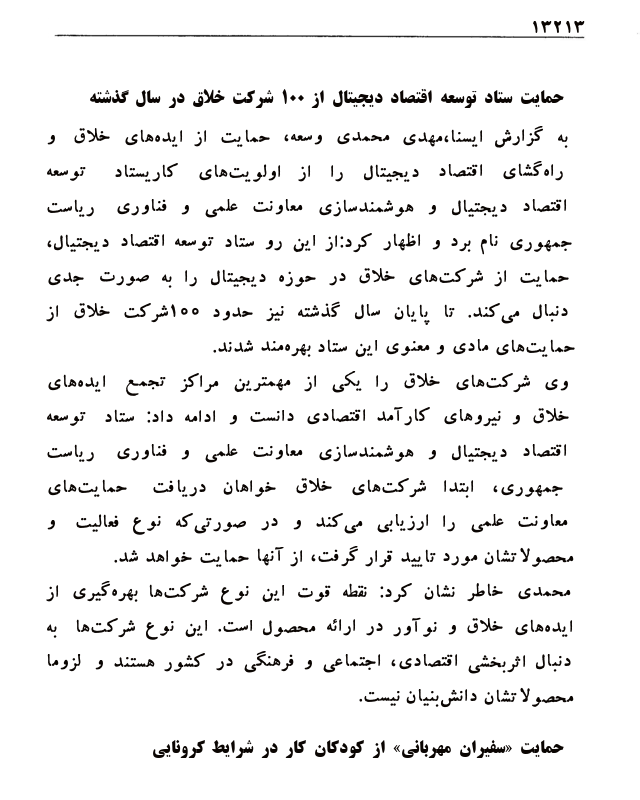 ۱۳۲۱۳
حمایت ستاد توسعه اقتصاد دیجیتال از ۱۰۰ شرکت خلاق در سال گذشته
به گزارش ایسنا،مهدی محمدی وسعه، حمایت از ایده‌های خلاق و
راه‌گشای اقتصاد دیجیتال را از اولویت‌های کاریستاد توسعه
اقتصاد دیجتیال و هوشمندسازی معاونت علمی و فناوری ریاست
جمهوری نام برد و اظهار کرد:از این رو ستاد توسعه اقتصاد دیجیتال،
حمایت از شرکت‌های خلاق در حوزه دیجیتال را به صورت جدی
دنبال می‌کند. تا پایان سال گذشته نیز حدود ۱۰۰شرکت خلاق از
حمایت‌های مادی و معنوی این ستاد بهره‌مند شدند.
وی شرکت‌های خلاق را یکی از مهمترین مراکز تجمع ایده‌های
خلاق و نیروهای کارآمد اقتصادی دانست و ادامه داد: ستاد توسعه
اقتصاد دیجتیال و هوشمندسازی معاونت علمی و فناوری ریاست
جمهوری، ابتدا شرکت‌های خلاق خواهان دریافت حمایت‌های
معاونت علمی را ارزیابی می‌کند و در صورتی‌که نوع فعالیت و
محصولاتشان مورد تایید قرار گرفت، از آنها حمایت خواهد شد.
محمدی خاطر نشان کرد: نقطه قوت این نوع شرکت‌ها بهره‌گیری از
ایده‌های خلاق و نوآور در ارائه محصول است. این نوع شرکت‌ها به
دنبال اثربخشی اقتصادی، اجتماعی و فرهنگی در کشور هستند و لزوما
محصولاتشان دانش‌بنیان نیست.
حمایت «سفیران مهربانی» از کودکان کار در شرایط کرونایی